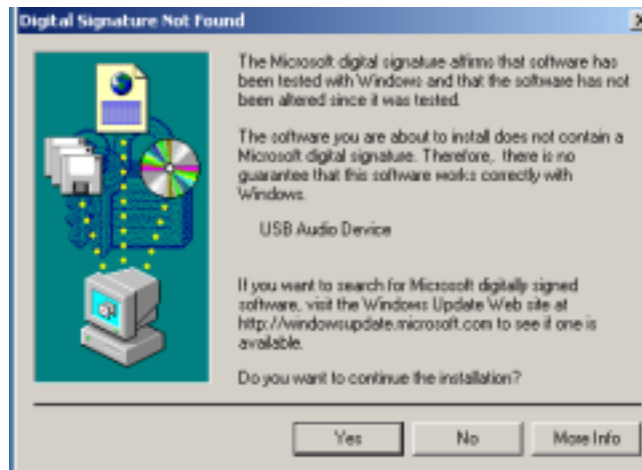 Digital Signature Not Found
The Microsoft digital signature affirms that software has
been tested with Windows and that the software has not
been altered since it was tested.
The software you are about to install does not contain a
Microsoft digital signature. Therefore, there is no
guarantee that this software works correctly with
Windows.
USB Audio Device
If you want to search for Microsoft digitally signed
software, visit the Windows Update Web site at
http://windowsupdate.microsoft.com to see if one is
available.
Do you want to continue the installation?
Yes No More Info